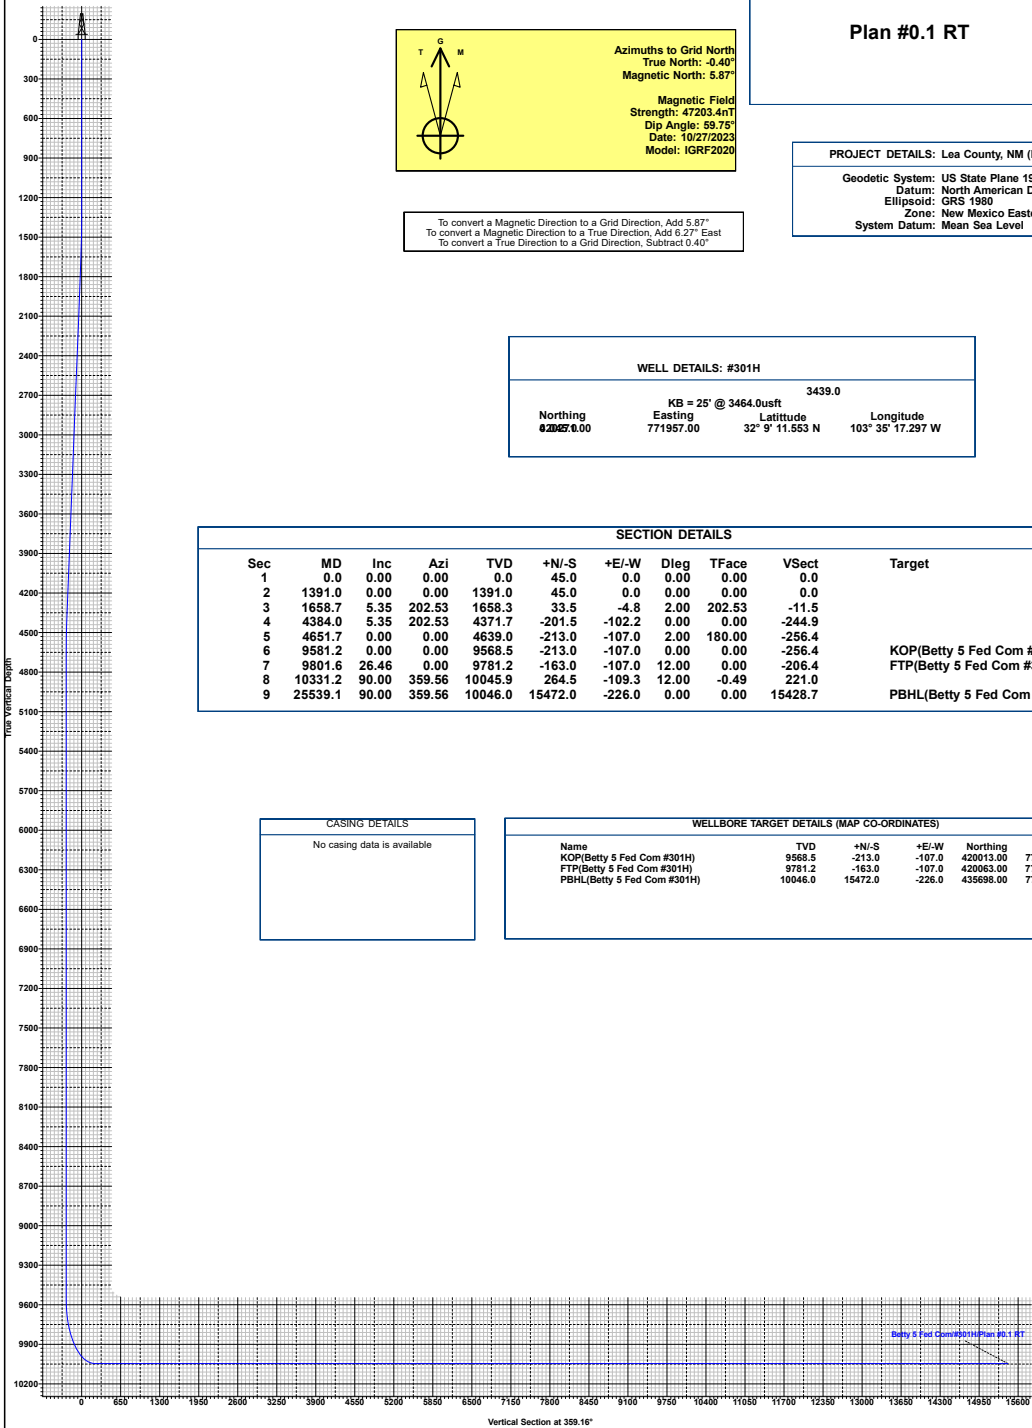 Plan #0.1 RT
T G M
Azimuths to Grid North
True North: -0.40°
Magnetic North: 5.87°
Magnetic Field
Strength: 47203.4nT
Dip Angle: 59.75°
Date: 10/27/2023
Model: IGRF2020
To convert a Magnetic Direction to a Grid Direction, Add 5.87°
To convert a Magnetic Direction to a True Direction, Add 6.27° East
To convert a True Direction to a Grid Direction, Subtract 0.40°
PROJECT DETAILS: Lea County, NM (
Geodetic System: US State Plane 19
Datum: North American D
Ellipsoid: GRS 1980
Zone: New Mexico East
System Datum: Mean Sea Level
WELL DETAILS: #301H
3439.0
KB = 25' @ 3464.0usft
Northing Easting Latittude Longitude
771957.00 32° 9' 11.553 N 103° 35' 17.297 W
SECTION DETAILS
Sec MD Inc Azi TVD +N/-S +E/-W Dleg TFace VSect Target
1 0.0 0.00 0.00 0.0 45.0 0.0 0.00 0.00 0.0
2 1391.0 0.00 0.00 1391.0 45.0 0.0 0.00 0.00 0.0
3 1658.7 5.35 202.53 1658.3 33.5 -4.8 2.00 202.53 -11.5
4 4384.0 5.35 202.53 4371.7 -201.5 -102.2 0.00 0.00 -244.9
5 4651.7 0.00 0.00 4639.0 -213.0 -107.0 2.00 180.00 -256.4
6 9581.2 0.00 0.00 9568.5 -213.0 -107.0 0.00 0.00 -256.4 KOP(Betty 5 Fed Com #
7 9801.6 26.46 0.00 9781.2 -163.0 -107.0 12.00 0.00 -206.4 FTP(Betty 5 Fed Com #
8 10331.2 90.00 359.56 10045.9 264.5 -109.3 12.00 -0.49 221.0
9 25539.1 90.00 359.56 10046.0 15472.0 -226.0 0.00 0.00 15428.7 PBHL(Betty 5 Fed Com
CASING DETAILS
No casing data is available
WELLBORE TARGET DETAILS (MAP CO-ORDINATES)
Name TVD +N/-S +E/-W Northing
KOP(Betty 5 Fed Com #301H) 9568.5 -213.0 -107.0 420013.00 77
FTP(Betty 5 Fed Com #301H) 9781.2 -163.0 -107.0 420063.00 77
PBHL(Betty 5 Fed Com #301H) 10046.0 15472.0 -226.0 435698.00 77
True Vertical Depth
0
300
600
900
1200
1500
1800
2100
2400
2700
3000
3300
3600
3900
4200
4500
4800
5100
5400
5700
6000
6300
6600
6900
7200
7500
7800
8100
8400
8700
9000
9300
9600
9900
10200
Betty 5 Fed Com/#301H/Plan #0.1 RT
0 650 1300 1950 2600 3250 3900 4550 5200 5850 6500 7150 7800 8450 9100 9750 10400 11050 11700 12350 13000 13650 14300 14950 15600
Vertical Section at 359.16°